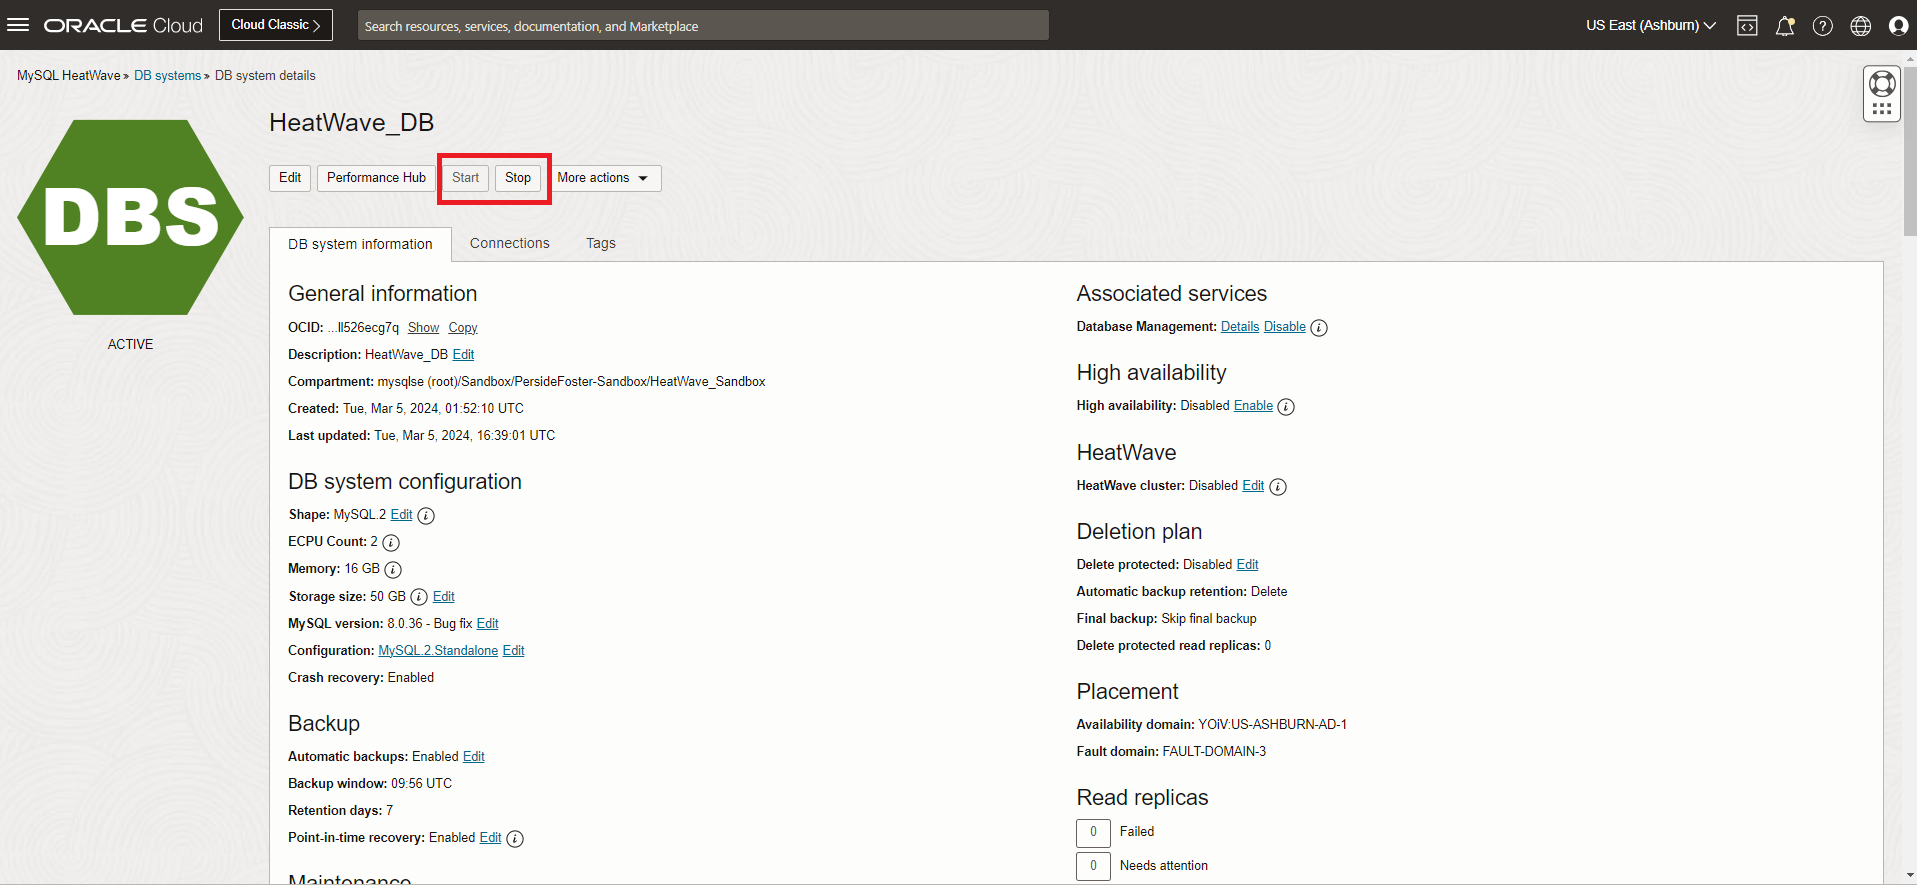 ORACLE Cloud
Cloud Classic
Search resources, services, documentation, and Marketplace
US East (Ashburn)
MySQL HeatWave » DB systems » DB system details
DBS
ACTIVE
HeatWave_DB
Edit
Performance Hub
Start
Stop
More actions
DB system information
Connections
Tags
General information
OCID: ...ll526ecg7q Show Copy
Description: HeatWave_DB Edit
Compartment: mysqlse (root)/Sandbox/PersideFoster-Sandbox/HeatWave_Sandbox
Created: Tue, Mar 5, 2024, 01:52:10 UTC
Last updated: Tue, Mar 5, 2024, 16:39:01 UTC
DB system configuration
Shape: MySQL.2 Edit
ECPU Count: 2
Memory: 16 GB
Storage size: 50 GB Edit
MySQL version: 8.0.36 - Bug fix Edit
Configuration: MySQL.2.Standalone Edit
Crash recovery: Enabled
Backup
Automatic backups: Enabled Edit
Backup window: 09:56 UTC
Retention days: 7
Point-in-time recovery: Enabled Edit
Maintenance
Associated services
Database Management: Details Disable
High availability
High availability: Disabled Enable
HeatWave
HeatWave cluster: Disabled Edit
Deletion plan
Delete protected: Disabled Edit
Automatic backup retention: Delete
Final backup: Skip final backup
Delete protected read replicas: 0
Placement
Availability domain: YOiV:US-ASHBURN-AD-1
Fault domain: FAULT-DOMAIN-3
Read replicas
0 Failed
0 Needs attention